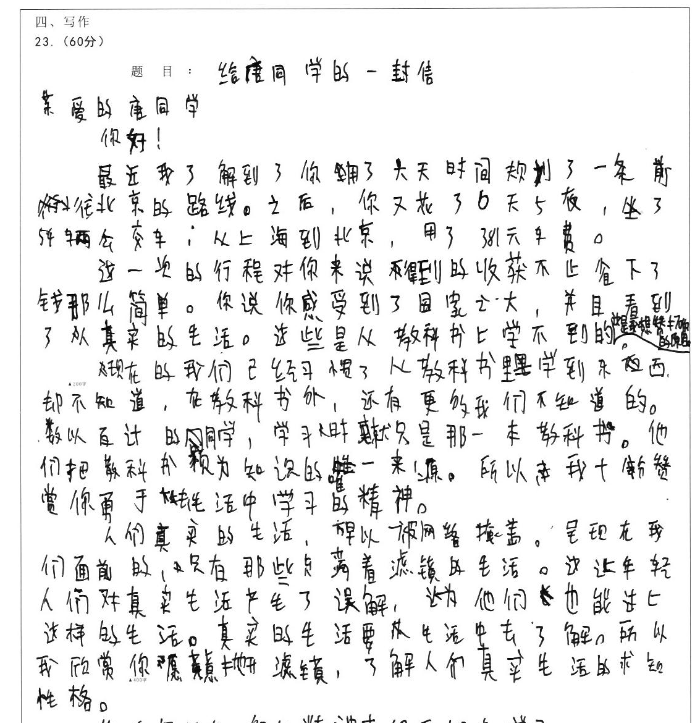 四、写作
23.（60分）
题 目： 给唐同学的一封信
亲爱的唐同学
你好！
最近我了解到了你用了六天时间规划了一条前
往北京的路线。之后，你又花了6天5夜，坐了
54辆公交车；从上海到北京，用了381元车费。
这一次的行程对你来说得到的收获不止省下了
钱那么简单。你说你感受到了国家之大，并且看到
了从真实的生活。这些是从教科书上学不到的。
现在的我们已经习惯了从教科书里学到东西
却不知道，在教科书外，还有更多我们不知道的。
数以百计的同学，学习时只是那一本教科书。他
们把教科书视为知识的唯一来源。所以我十分赞
赏你勇于去生活中学习的精神。
人们真实的生活，得以被网络掩盖。呈现在我
们面前的，只有那些点满着滤镜的生活。这让年轻
人们对真实生活产生了误解，以为他们也能过上
这样的生活。真实的生活要从生活中去了解。所以
我欣赏你愿意抛开滤镜，了解人们真实生活的求知
性格。